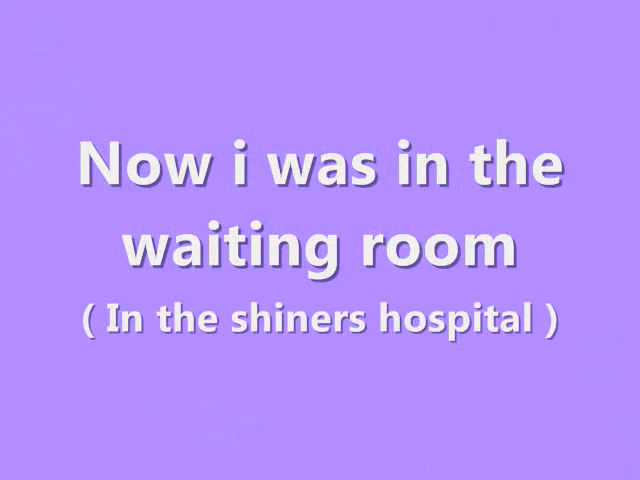 Now i was in the
waiting room
( In the shiners hospital )